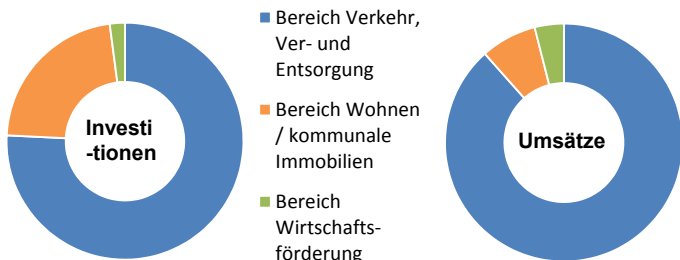 Investi
-tionen
Bereich Verkehr,
Ver- und
Entsorgung
Bereich Wohnen
/ kommunale
Immobilien
Bereich
Wirtschafts-
förderung
Umsätze